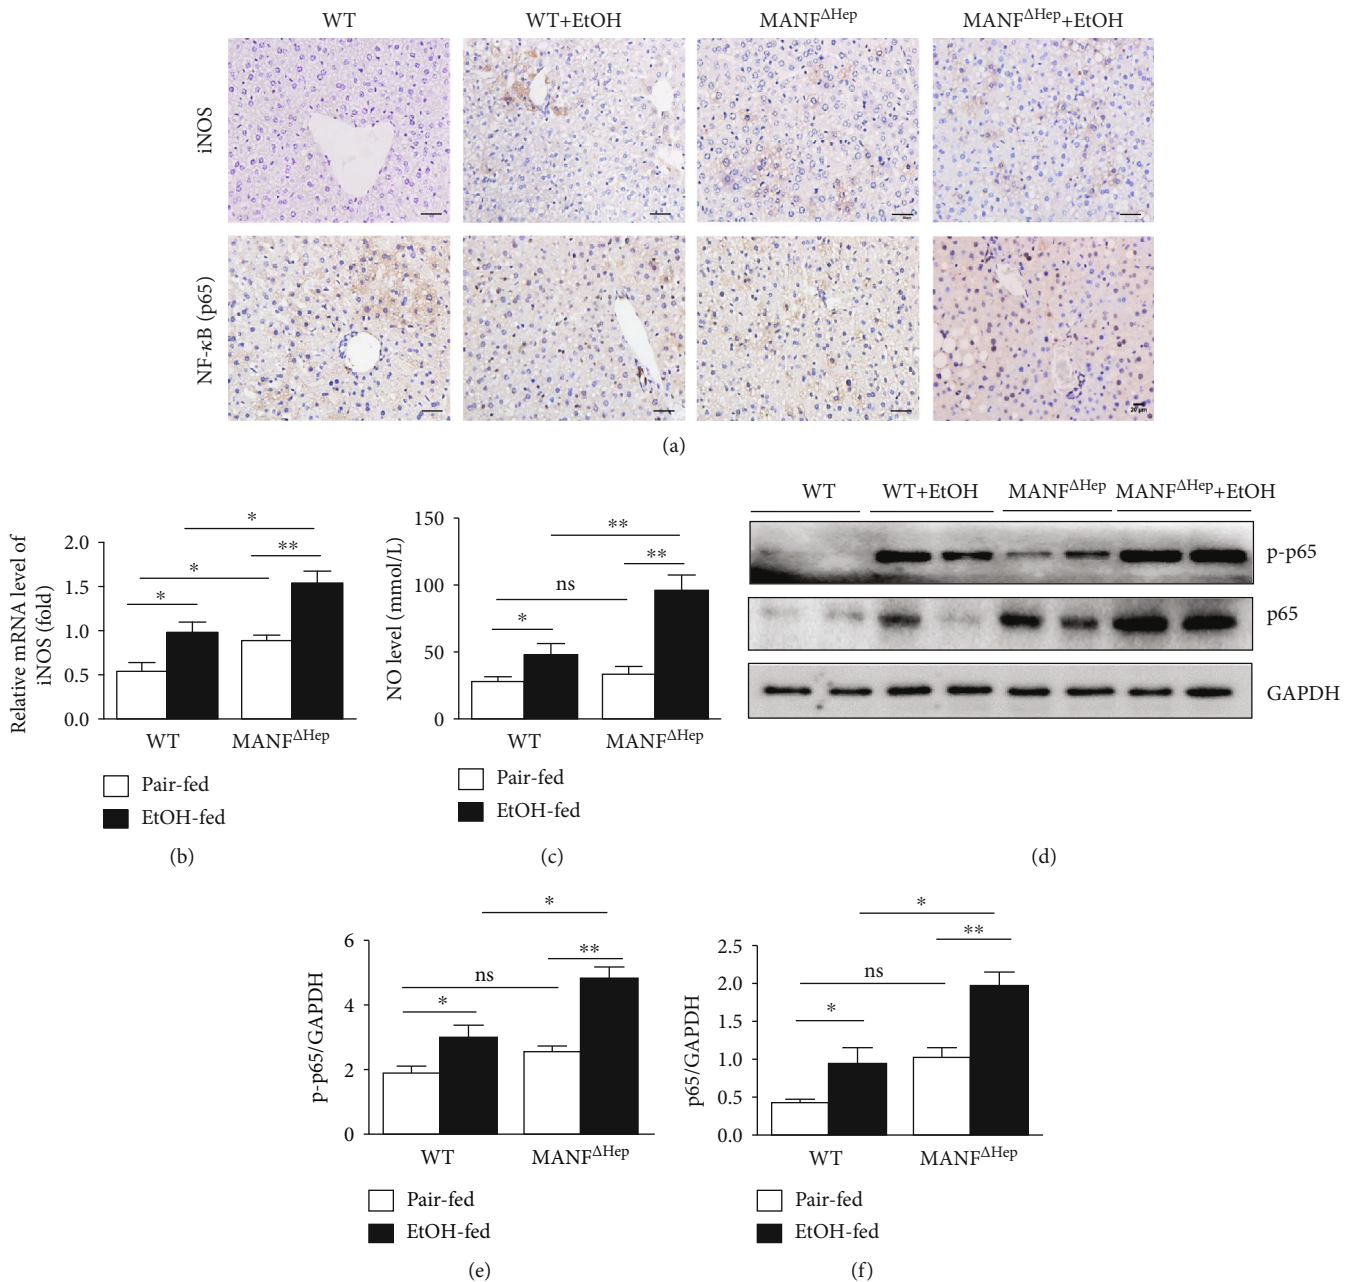 WT WT+EtOH MANF^ΔHep MANF^ΔHep+EtOH
iNOS
NF-κB (p65)
20 μm
(a)
Relative mRNA level of
iNOS (fold)
2.0
1.5
1.0
0.5
0.0
* * ** *
WT MANF^ΔHep
Pair-fed
EtOH-fed
(b)
NO level (mmol/L)
150
100
50
0
* ns ** **
WT MANF^ΔHep
Pair-fed
EtOH-fed
(c)
WT WT+EtOH MANF^ΔHep MANF^ΔHep+EtOH
p-p65
p65
GAPDH
(d)
p-p65/GAPDH
6
4
2
0
* ns ** *
WT MANF^ΔHep
Pair-fed
EtOH-fed
(e)
p65/GAPDH
2.5
2.0
1.5
1.0
0.5
0.0
* ns ** *
WT MANF^ΔHep
Pair-fed
EtOH-fed
(f)